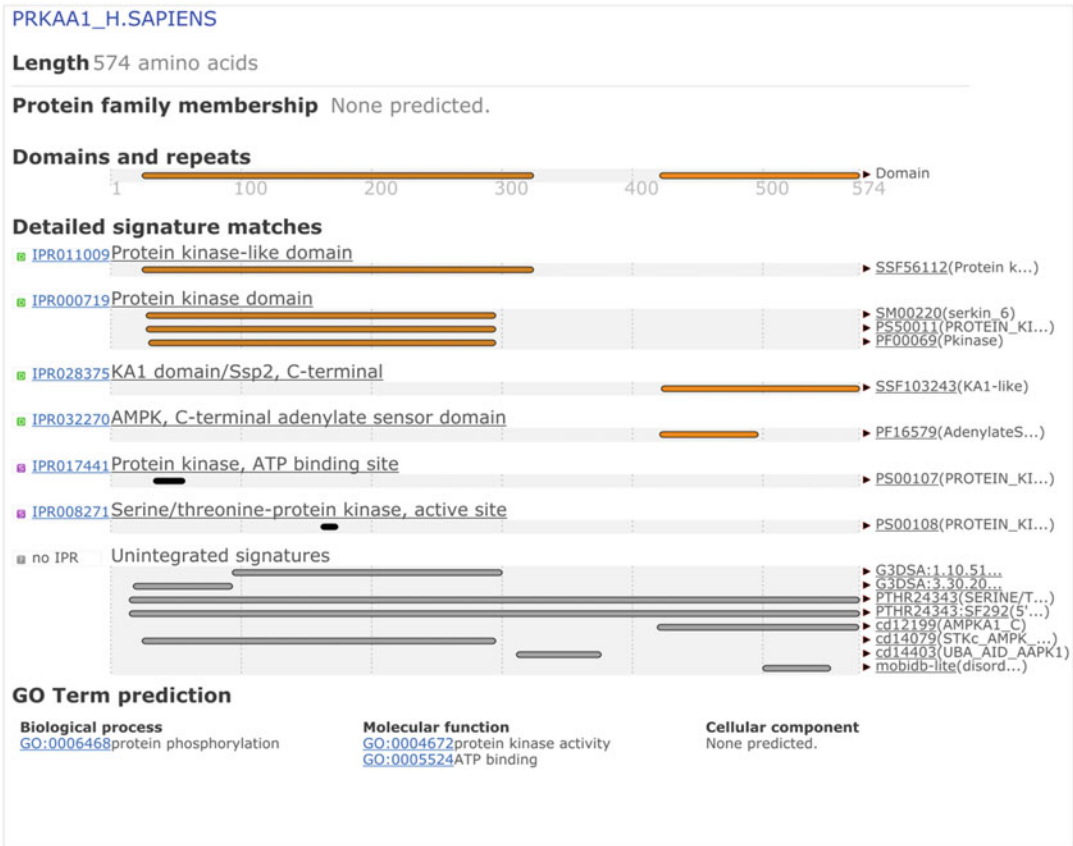 PRKAA1_H.SAPIENS
Length 574 amino acids
Protein family membership None predicted.
Domains and repeats
Domain
1 100 200 300 400 500 574
Detailed signature matches
D IPR011009 Protein kinase-like domain
SSF56112(Protein k...)
D IPR000719 Protein kinase domain
SM00220(serkin_6)
PS50011(PROTEIN_KI...)
PF00069(Pkinase)
D IPR028375 KA1 domain/Ssp2, C-terminal
SSF103243(KA1-like)
D IPR032270 AMPK, C-terminal adenylate sensor domain
PF16579(AdenylateS...)
S IPR017441 Protein kinase, ATP binding site
PS00107(PROTEIN_KI...)
S IPR008271 Serine/threonine-protein kinase, active site
PS00108(PROTEIN_KI...)
? no IPR Unintegrated signatures
G3DSA:1.10.51...
G3DSA:3.30.20...
PTHR24343(SERINE/T...)
PTHR24343:SF292(5'...)
cd12199(AMPKA1_C)
cd14079(STKc_AMPK_...)
cd14403(UBA_AID_AAPK1)
mobidb-lite(disord...)
GO Term prediction
Biological process Molecular function Cellular component
GO:0006468 protein phosphorylation GO:0004672 protein kinase activity None predicted.
GO:0005524 ATP binding